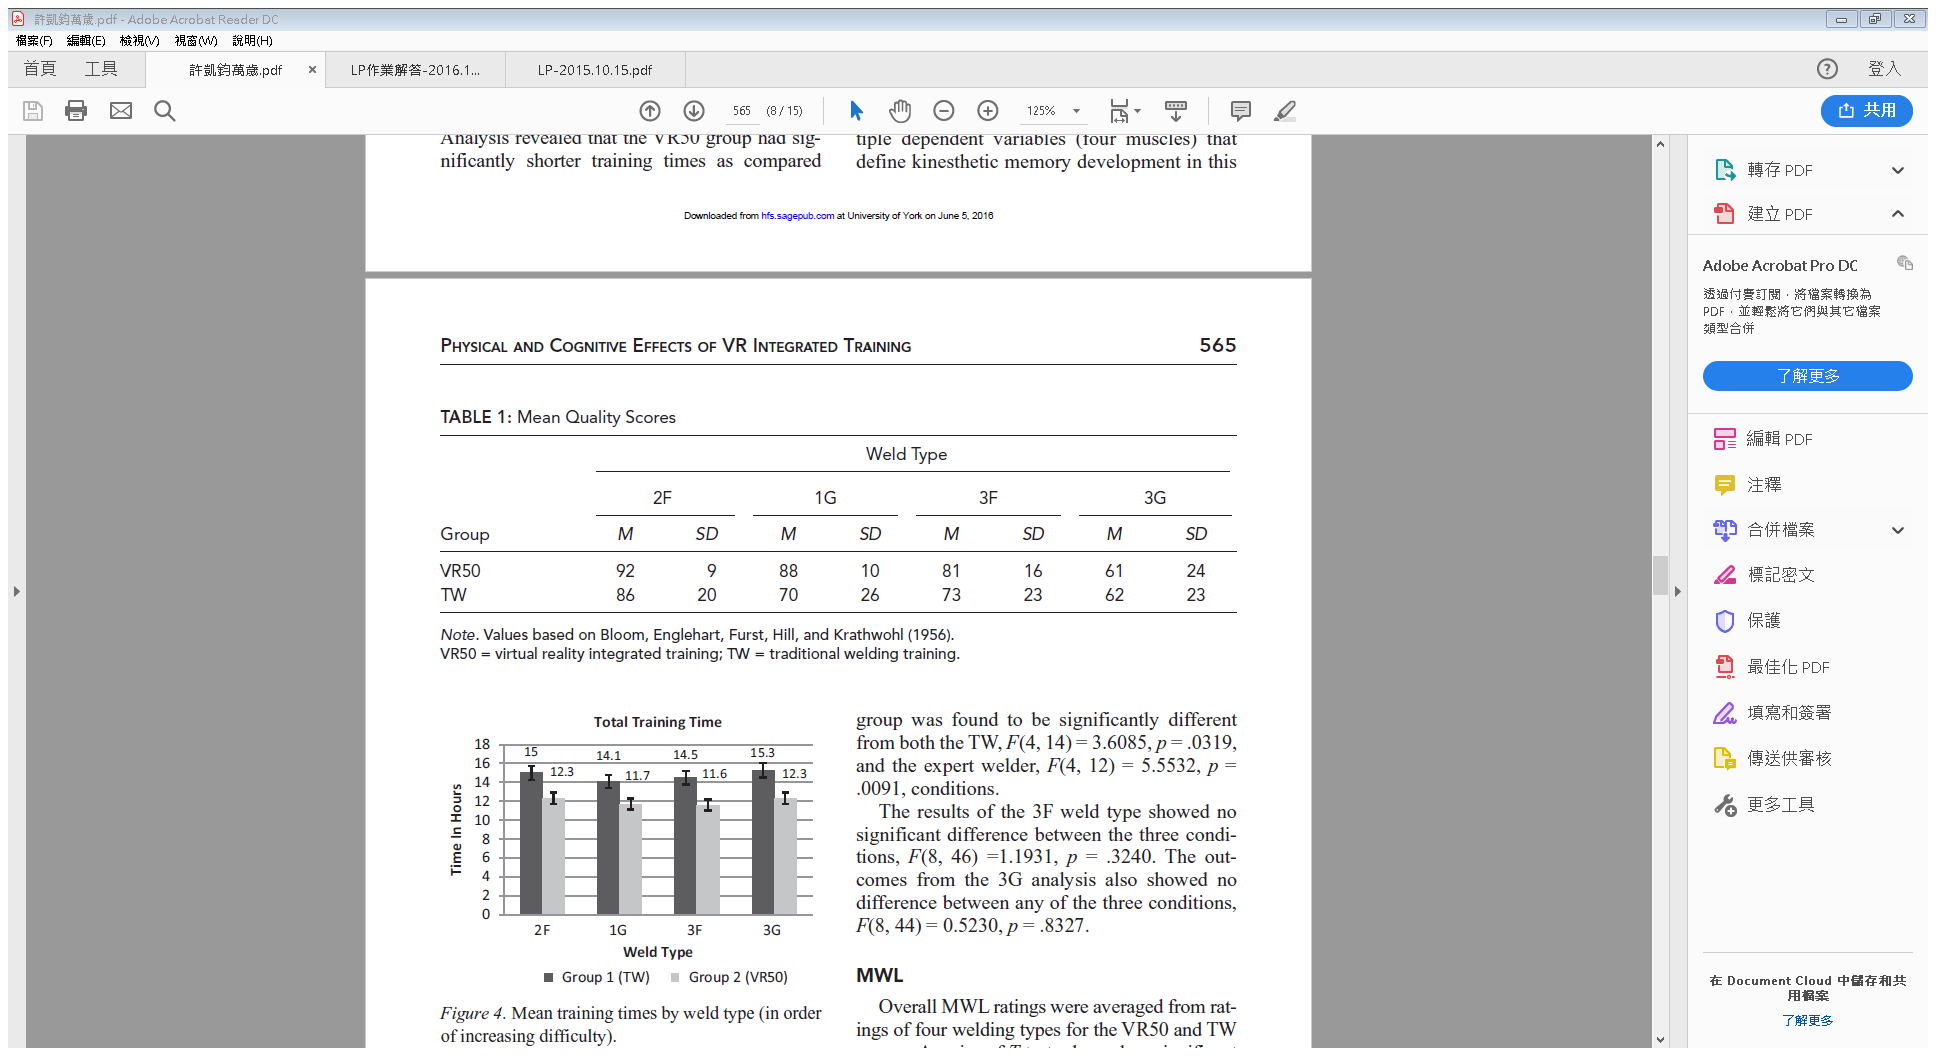 許凱鈞萬歲.pdf - Adobe Acrobat Reader DC
檔案(F) 編輯(E) 檢視(V) 視窗(W) 說明(H)
首頁 工具 許凱鈞萬歲.pdf × LP作業解答-2016.1... LP-2015.10.15.pdf ? 登入
565 (8 / 15) 125% 共用
Analysis revealed that the VR50 group had sig-
nificantly shorter training times as compared
tiple dependent variables (four muscles) that
define kinesthetic memory development in this
Downloaded from hfs.sagepub.com at University of York on June 5, 2016
PHYSICAL AND COGNITIVE EFFECTS OF VR INTEGRATED TRAINING 565
TABLE 1: Mean Quality Scores
Weld Type
2F 1G 3F 3G
Group M SD M SD M SD M SD
VR50 92 9 88 10 81 16 61 24
TW 86 20 70 26 73 23 62 23
Note. Values based on Bloom, Englehart, Furst, Hill, and Krathwohl (1956).
VR50 = virtual reality integrated training; TW = traditional welding training.
Total Training Time
Time In Hours
18
16
14
12
10
8
6
4
2
0
15 12.3 14.1 11.7 14.5 11.6 15.3 12.3
2F 1G 3F 3G
Weld Type
Group 1 (TW) Group 2 (VR50)
Figure 4. Mean training times by weld type (in order
of increasing difficulty).
group was found to be significantly different
from both the TW, F(4, 14) = 3.6085, p = .0319,
and the expert welder, F(4, 12) = 5.5532, p =
.0091, conditions.
The results of the 3F weld type showed no
significant difference between the three condi-
tions, F(8, 46) =1.1931, p = .3240. The out-
comes from the 3G analysis also showed no
difference between any of the three conditions,
F(8, 44) = 0.5230, p = .8327.
MWL
Overall MWL ratings were averaged from rat-
ings of four welding types for the VR50 and TW
轉存 PDF
建立 PDF
Adobe Acrobat Pro DC
透過付費訂閱，將檔案轉換為
PDF，並輕鬆將它們與其它檔案
類型合併
了解更多
編輯 PDF
注釋
合併檔案
標記密文
保護
最佳化 PDF
填寫和簽署
傳送供審核
更多工具
在 Document Cloud 中儲存和共
用檔案
了解更多